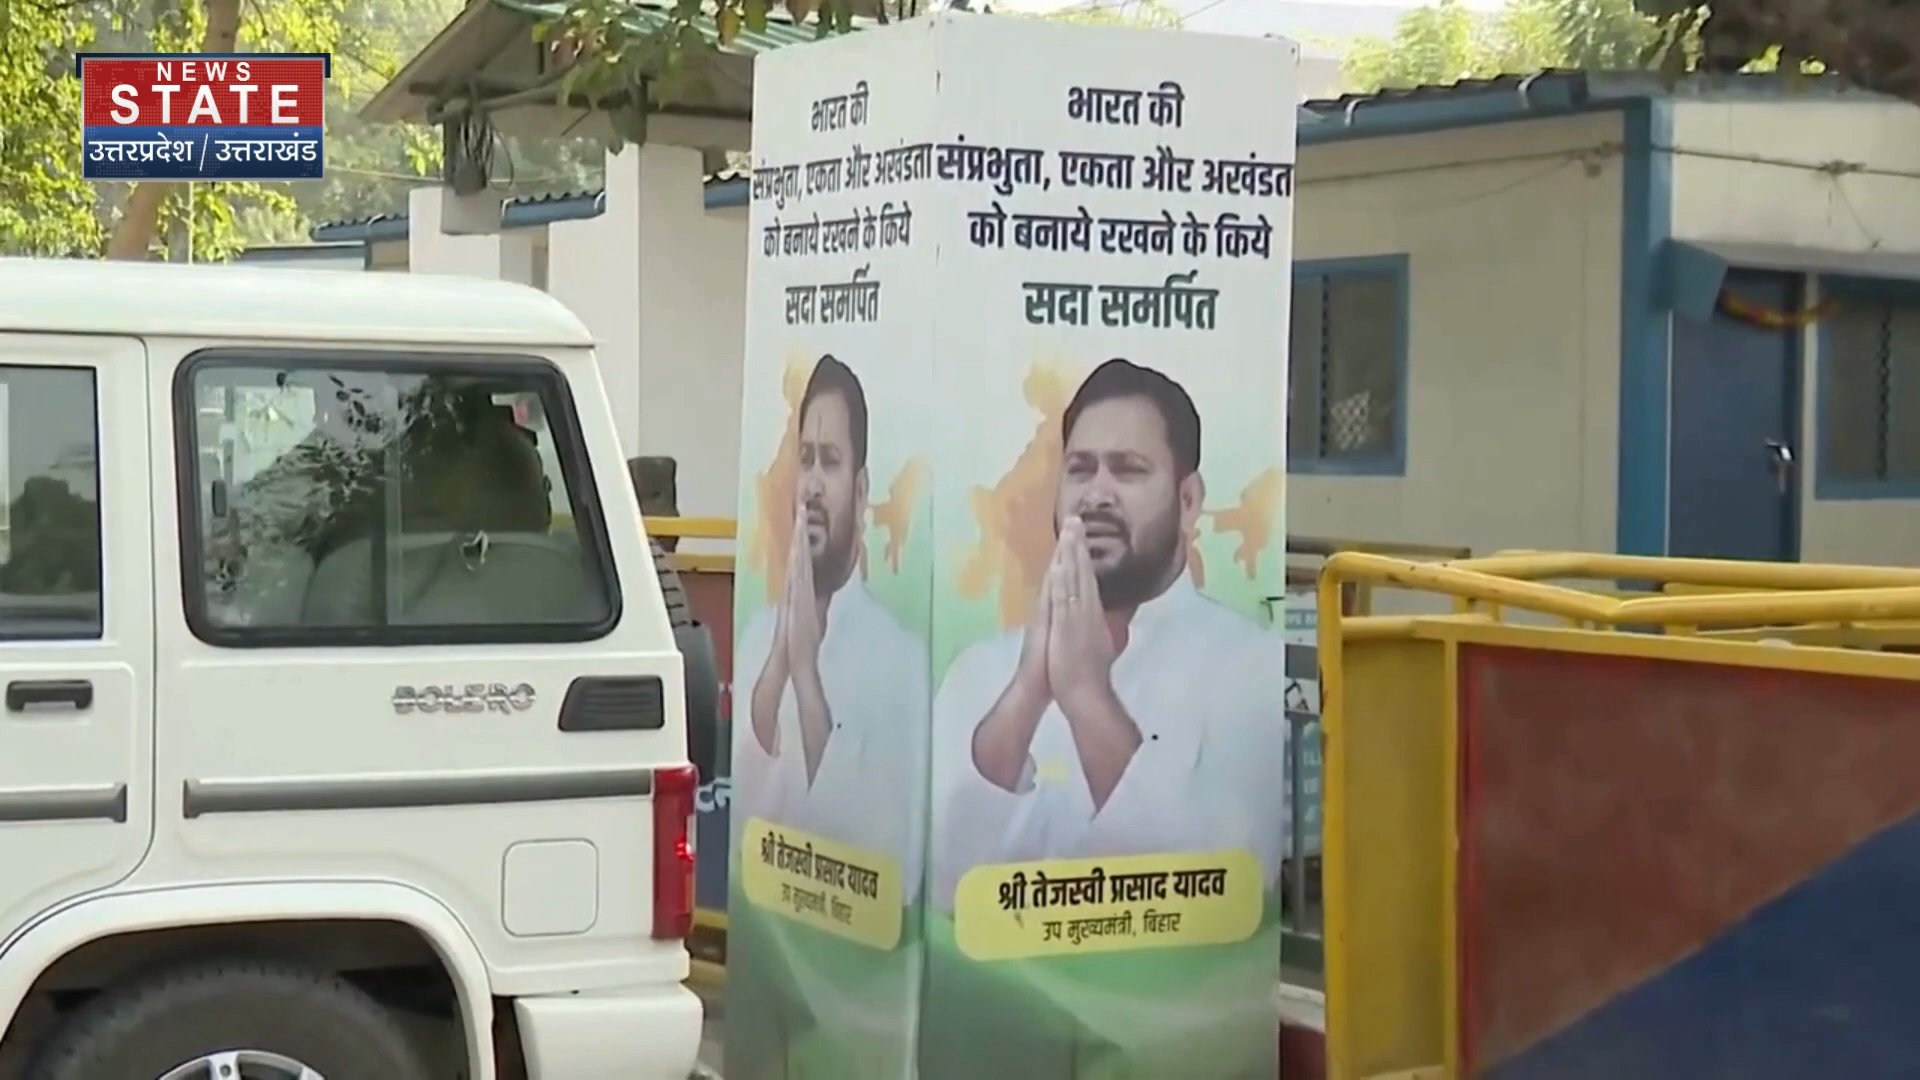 NEWS
STATE
उत्तरप्रदेश / उत्तराखंड
भारत की
संप्रभुता, एकता और अखंडता
को बनाये रखने के किये
सदा समर्पित
श्री तेजस्वी प्रसाद यादव
उप मुख्यमंत्री, बिहार
भारत की
संप्रभुता, एकता और अखंडत
को बनाये रखने के किये
सदा समर्पित
श्री तेजस्वी प्रसाद यादव
उप मुख्यमंत्री, बिहार
BOLERO